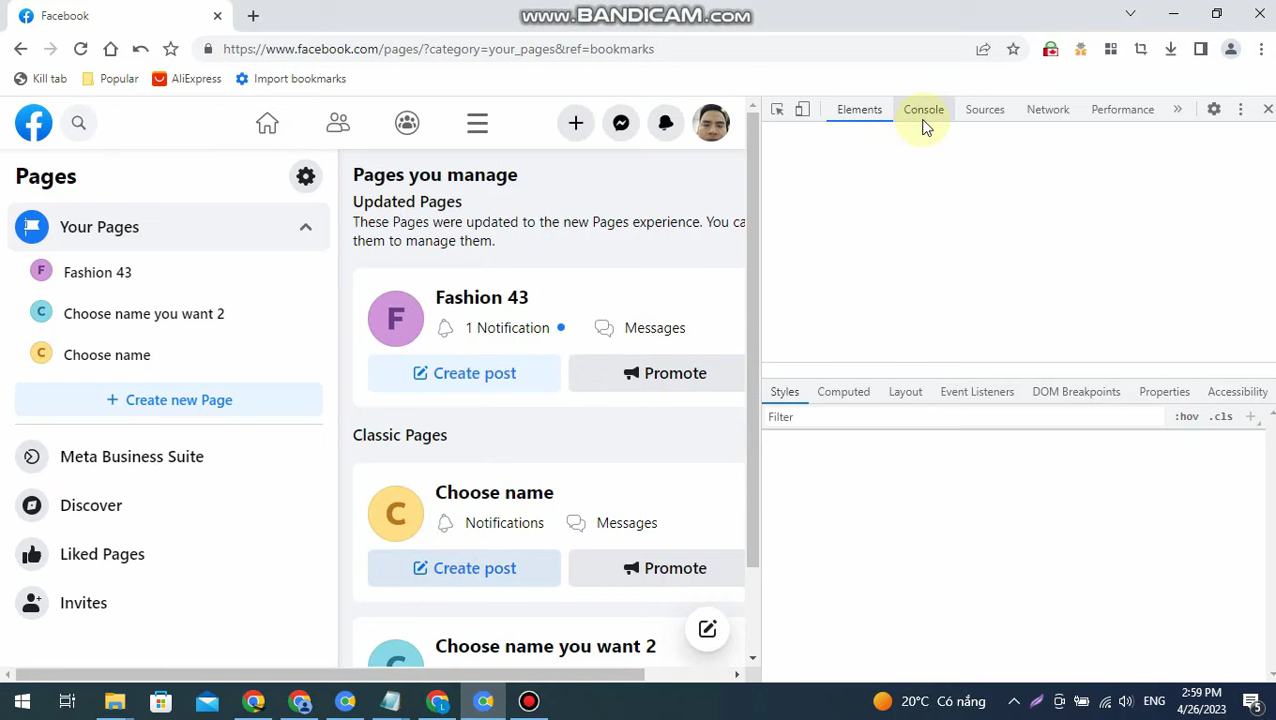 Facebook
www.BANDICAM.com
https://www.facebook.com/pages/?category=your_pages&ref=bookmarks
Kill tab
Popular
AliExpress
Import bookmarks
Elements
Console
Sources
Network
Performance
Pages
Your Pages
F
Fashion 43
C
Choose name you want 2
C
Choose name
+ Create new Page
Meta Business Suite
Discover
Liked Pages
Invites
Pages you manage
Updated Pages
These Pages were updated to the new Pages experience. You ca
them to manage them.
F
Fashion 43
1 Notification
Messages
Create post
Promote
Classic Pages
C
Choose name
Notifications
Messages
Create post
Promote
C
Choose name you want 2
Styles
Computed
Layout
Event Listeners
DOM Breakpoints
Properties
Accessibility
Filter
:hov
.cls
20°C Có nắng
ENG
2:59 PM
4/26/2023
5